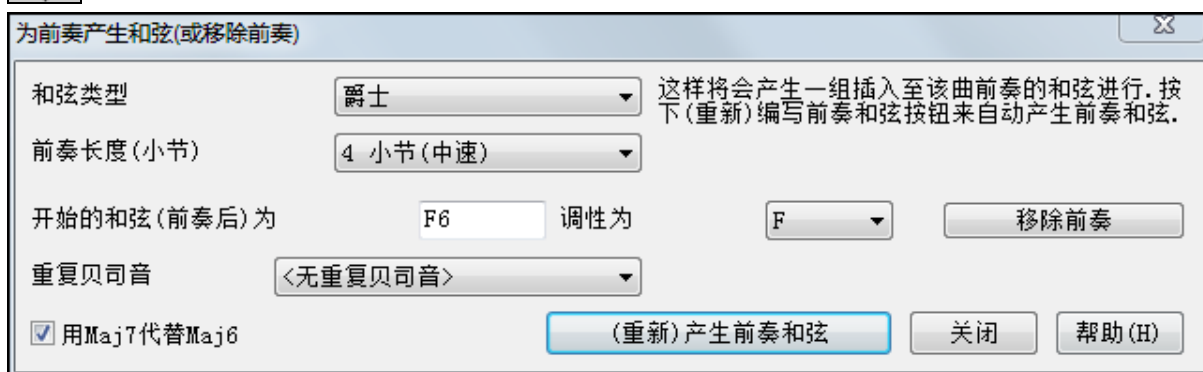 为前奏产生和弦(或移除前奏)
和弦类型 爵士 这样将会产生一组插入至该曲前奏的和弦进行.按
下(重新)编写前奏和弦按钮来自动产生前奏和弦.
前奏长度(小节) 4 小节(中速)
开始的和弦(前奏后)为 F6 调性为 F 移除前奏
重复贝司音 <无重复贝司音>
用Maj7代替Maj6 (重新)产生前奏和弦 关闭 帮助(H)